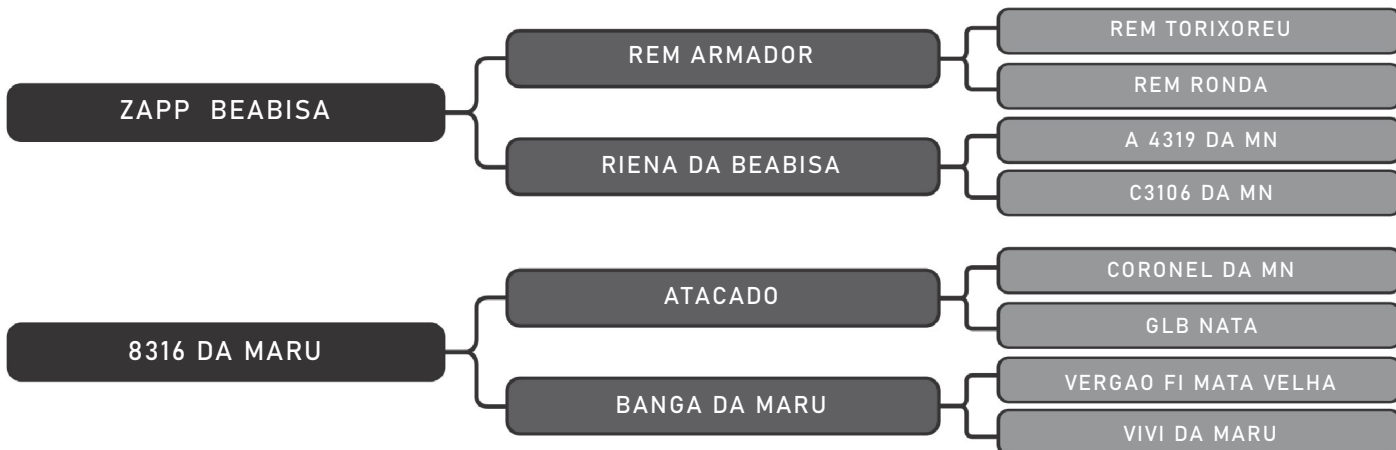 ZAPP BEABISA
REM ARMADOR
REM TORIXOREU
REM RONDA
RIENA DA BEABISA
A 4319 DA MN
C3106 DA MN
8316 DA MARU
ATACADO
CORONEL DA MN
GLB NATA
BANGA DA MARU
VERGAO FI MATA VELHA
VIVI DA MARU